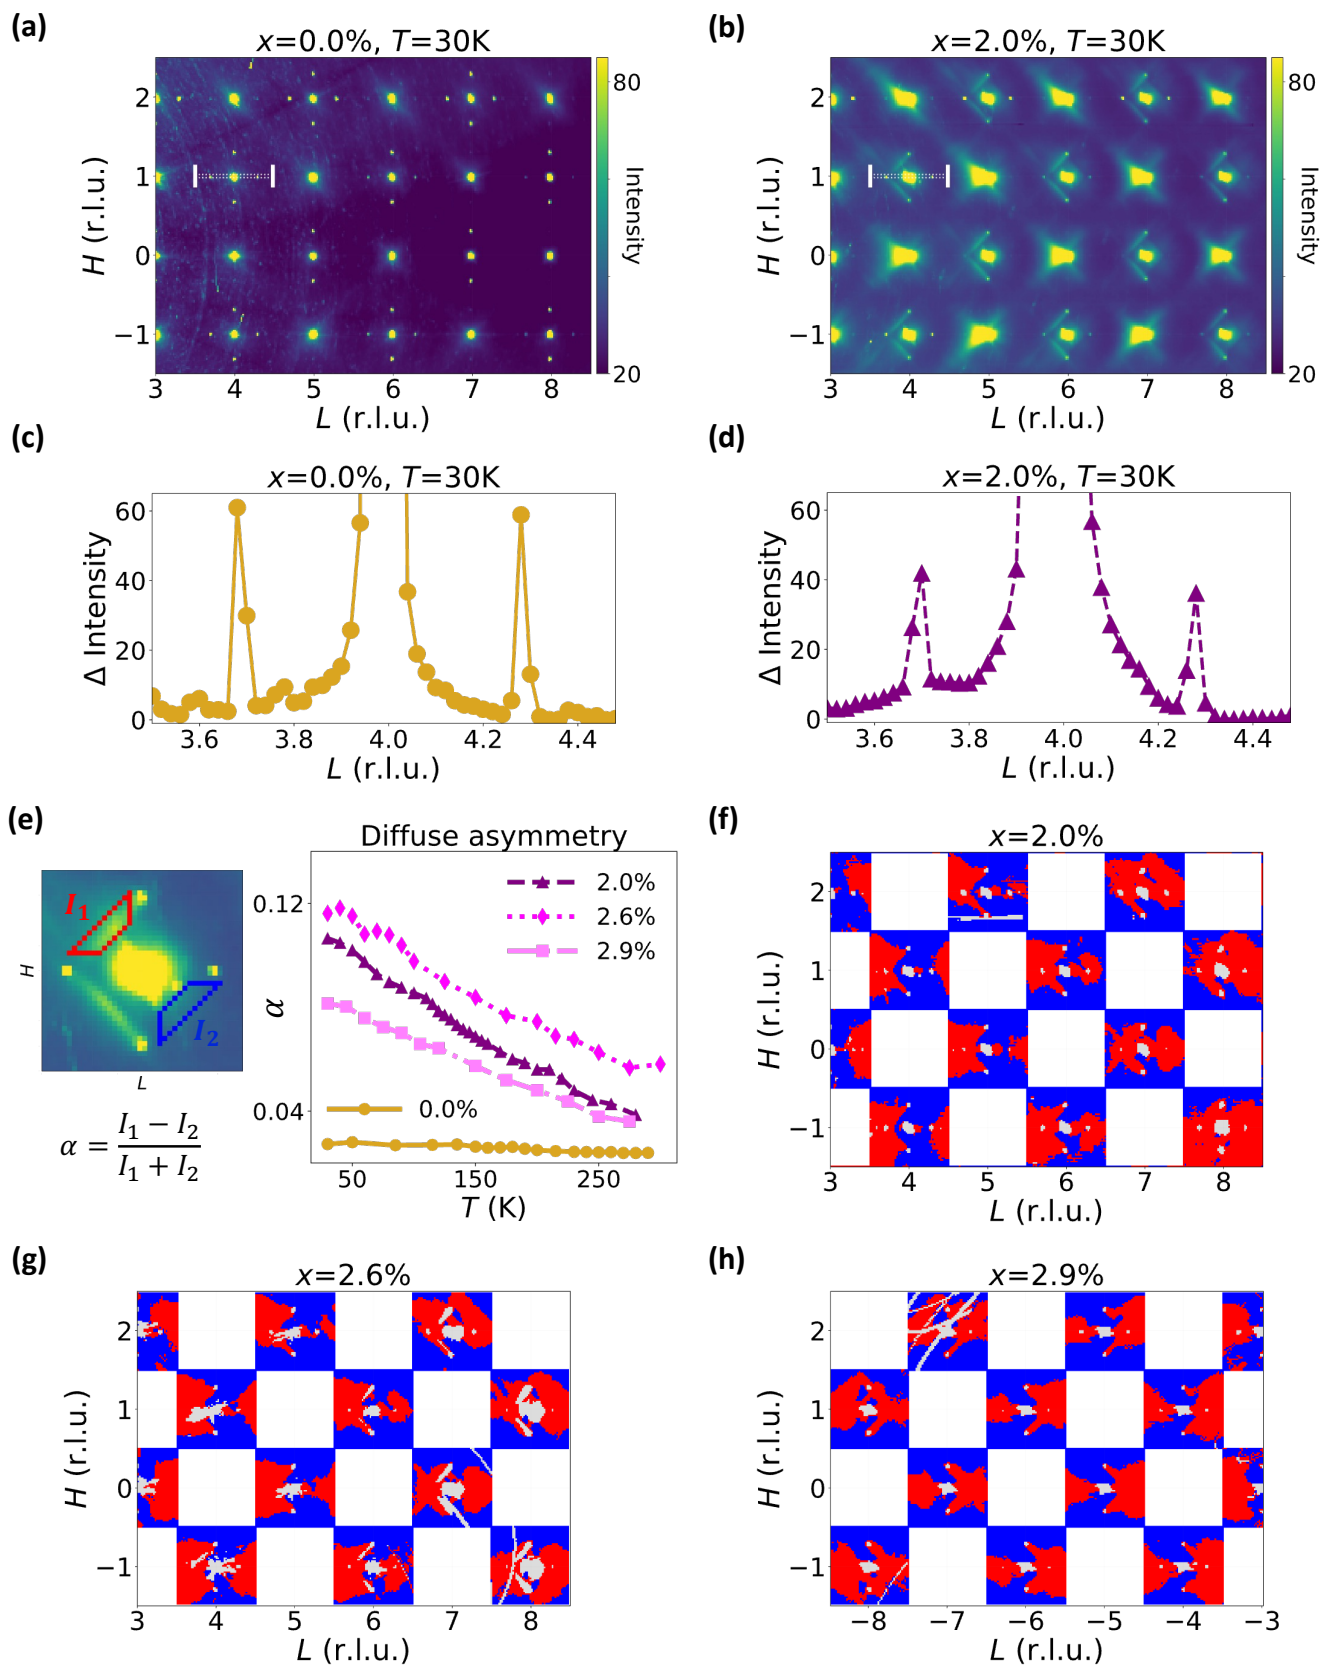 (a)
x=0.0%, T=30K
2
1
0
−1
H (r.l.u.)
3 4 5 6 7 8
L (r.l.u.)
80
20
Intensity
(b)
x=2.0%, T=30K
2
1
0
−1
H (r.l.u.)
3 4 5 6 7 8
L (r.l.u.)
80
20
Intensity
(c)
x=0.0%, T=30K
60
40
20
0
Δ Intensity
3.6 3.8 4.0 4.2 4.4
L (r.l.u.)
(d)
x=2.0%, T=30K
60
40
20
0
Δ Intensity
3.6 3.8 4.0 4.2 4.4
L (r.l.u.)
(e)
I₁
I₂
H
L
α = (I₁ − I₂)/(I₁ + I₂)
Diffuse asymmetry
0.12
0.04
α
2.0%
2.6%
2.9%
0.0%
50 150 250
T (K)
(f)
x=2.0%
2
1
0
−1
H (r.l.u.)
3 4 5 6 7 8
L (r.l.u.)
(g)
x=2.6%
2
1
0
−1
H (r.l.u.)
3 4 5 6 7 8
L (r.l.u.)
(h)
x=2.9%
2
1
0
−1
H (r.l.u.)
−8 −7 −6 −5 −4 −3
L (r.l.u.)